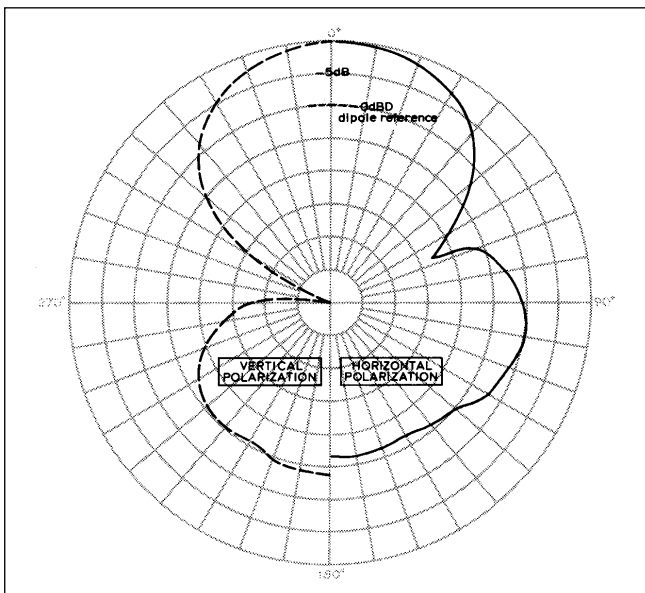 0°
-5dB
0dBD
dipole reference
270°
90°
VERTICAL
POLARIZATION
HORIZONTAL
POLARIZATION
180°